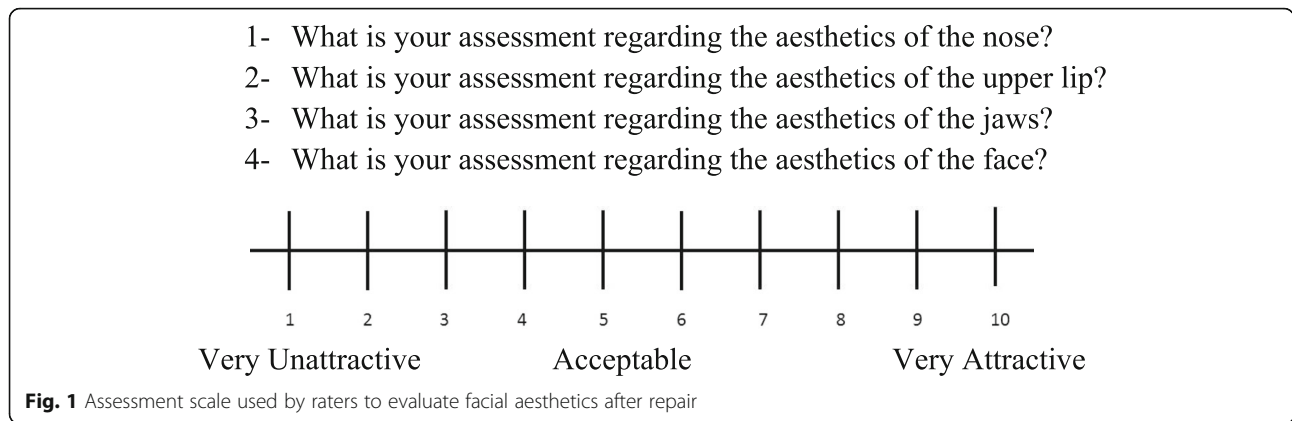 1- What is your assessment regarding the aesthetics of the nose?
2- What is your assessment regarding the aesthetics of the upper lip?
3- What is your assessment regarding the aesthetics of the jaws?
4- What is your assessment regarding the aesthetics of the face?
1 2 3 4 5 6 7 8 9 10
Very Unattractive Acceptable Very Attractive
Fig. 1 Assessment scale used by raters to evaluate facial aesthetics after repair